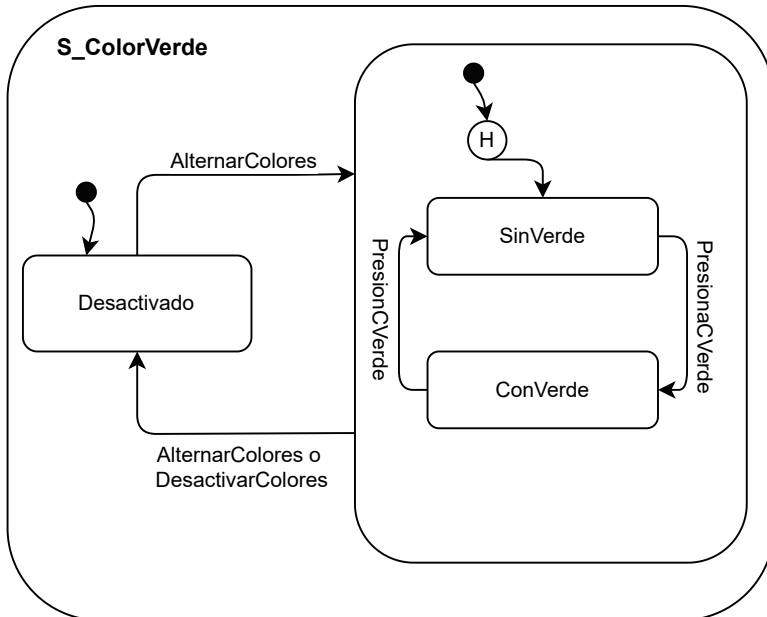 S_ColorVerde
H
AlternarColores
SinVerde
PresionCVerde
PresionaCVerde
Desactivado
ConVerde
AlternarColores o
DesactivarColores